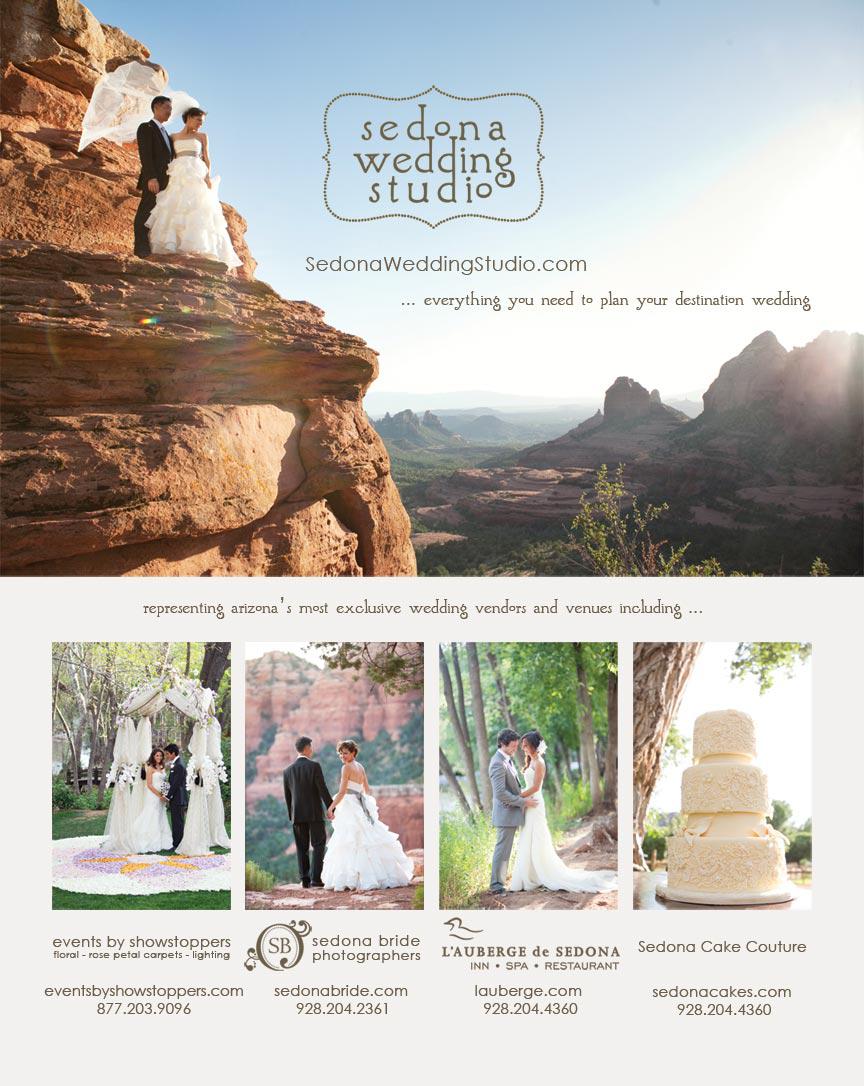 sedona
wedding
studio
SedonaWeddingStudio.com
... everything you need to plan your destination wedding
representing arizona's most exclusive wedding vendors and venues including ...
events by showstoppers
floral - rose petal carpets - lighting
eventsbyshowstoppers.com
877.203.9096
SB
sedona bride
photographers
sedonabride.com
928.204.2361
L'AUBERGE de SEDONA
INN • SPA • RESTAURANT
lauberge.com
928.204.4360
Sedona Cake Couture
sedonacakes.com
928.204.4360